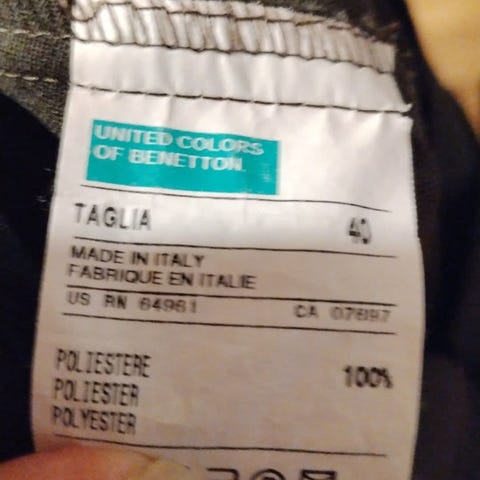 UNITED COLORS
OF BENETTON.
TAGLIA 40
MADE IN ITALY
FABRIQUE EN ITALIE
US RN 64961 CA 07697
POLIESTERE 100%
POLIESTER
POLYESTER